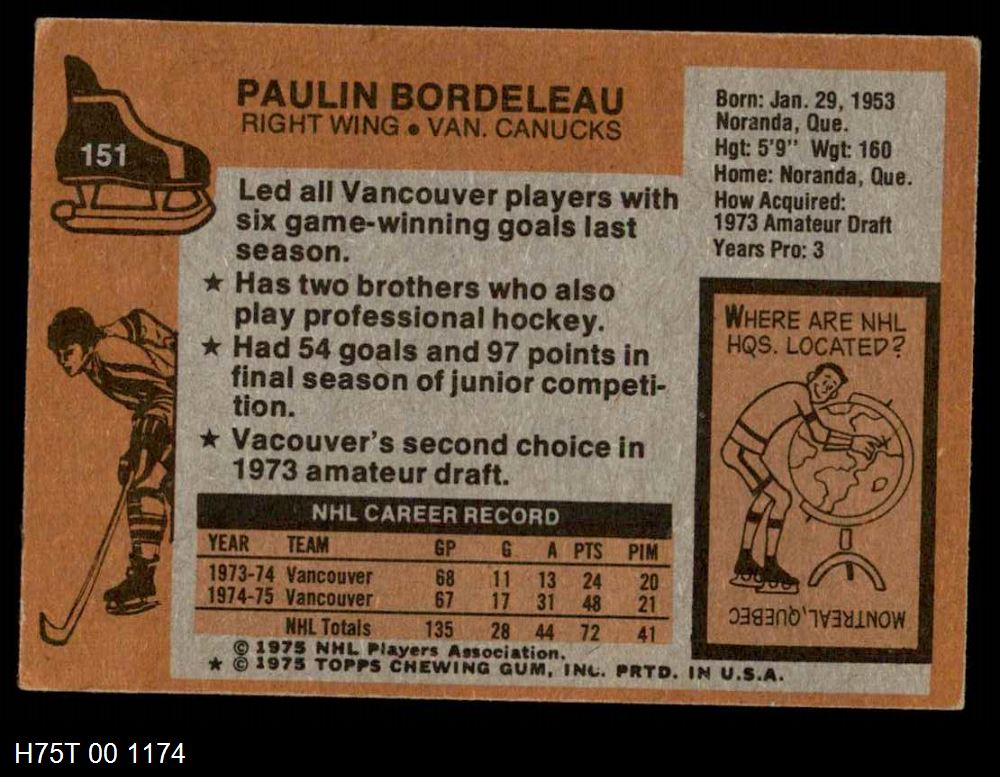 151
PAULIN BORDELEAU
RIGHT WING • VAN. CANUCKS
Led all Vancouver players with
six game-winning goals last
season.
★ Has two brothers who also
play professional hockey.
★ Had 54 goals and 97 points in
final season of junior competi-
tion.
★ Vacouver's second choice in
1973 amateur draft.
NHL CAREER RECORD
YEAR TEAM GP G A PTS PIM
1973-74 Vancouver 68 11 13 24 20
1974-75 Vancouver 67 17 31 48 21
NHL Totals 135 28 44 72 41
© 1975 NHL Players Association.
★ © 1975 TOPPS CHEWING GUM, INC. PRTD. IN U.S.A.
Born: Jan. 29, 1953
Noranda, Que.
Hgt: 5'9" Wgt: 160
Home: Noranda, Que.
How Acquired:
1973 Amateur Draft
Years Pro: 3
WHERE ARE NHL
HQS. LOCATED?
MONTREAL, QUEBEC
H75T 00 1174